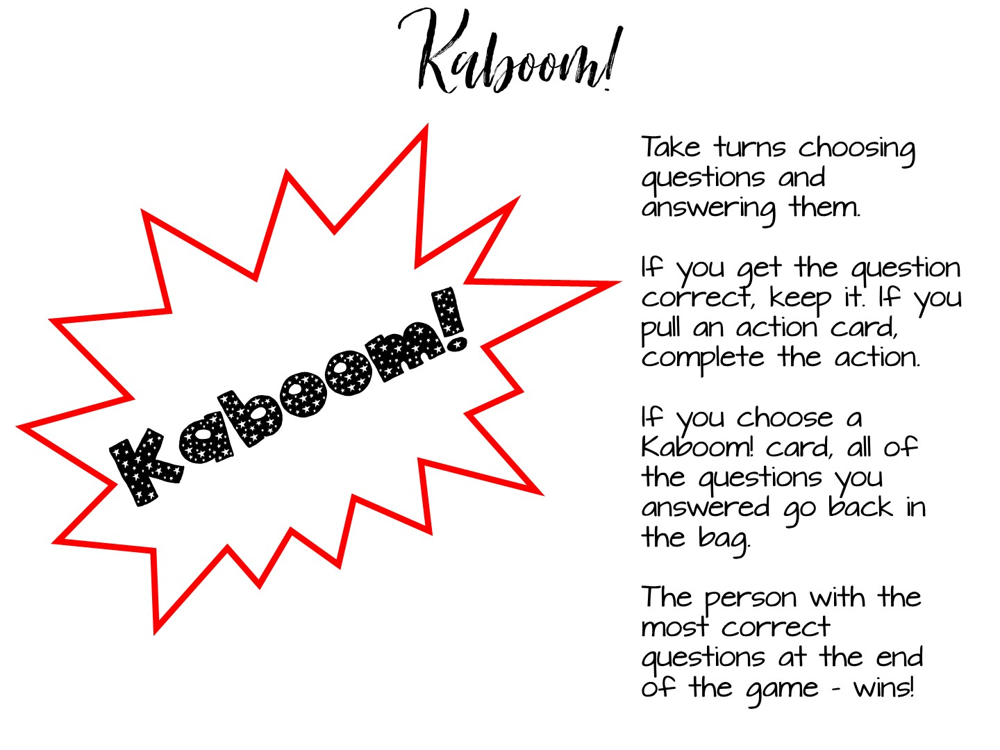 Kaboom!
Kaboom!
Take turns choosing
questions and
answering them.
If you get the question
correct, keep it. If you
pull an action card,
complete the action.
If you choose a
Kaboom! card, all of
the questions you
answered go back in
the bag.
The person with the
most correct
questions at the end
of the game - wins!